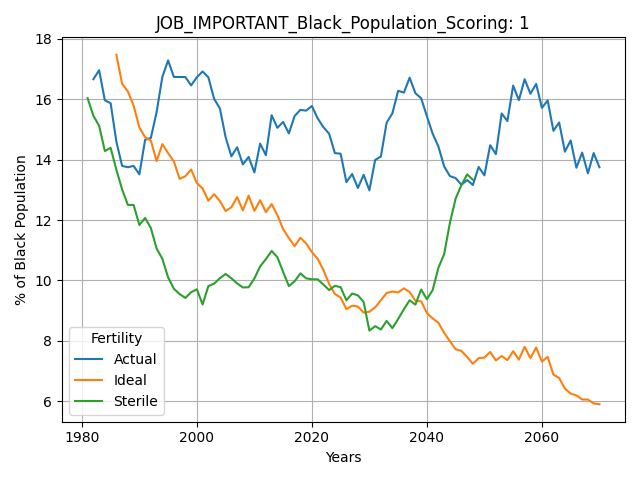 JOB_IMPORTANT_Black_Population_Scoring: 1
18
16
14
12
10
8
6
% of Black Population
Fertility
Actual
Ideal
Sterile
1980 2000 2020 2040 2060
Years